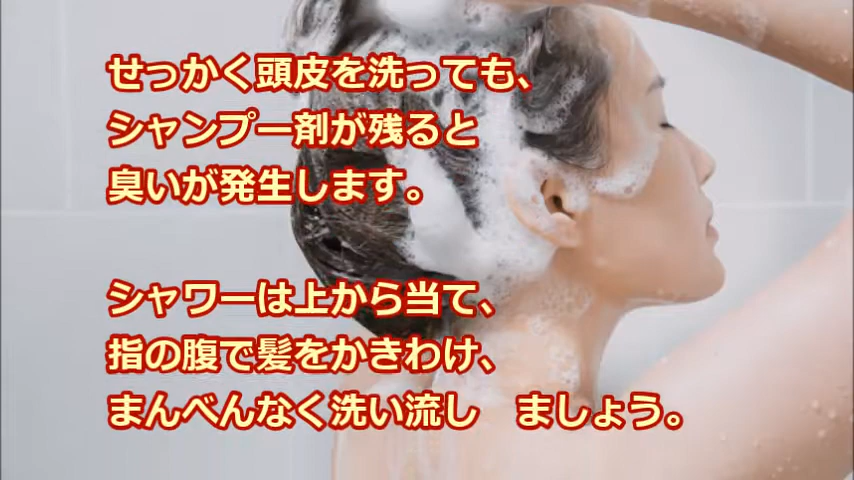 せっかく頭皮を洗っても、
シャンプー剤が残ると
臭いが発生します。
シャワーは上から当て、
指の腹で髪をかきわけ、
まんべんなく洗い流し　ましょう。